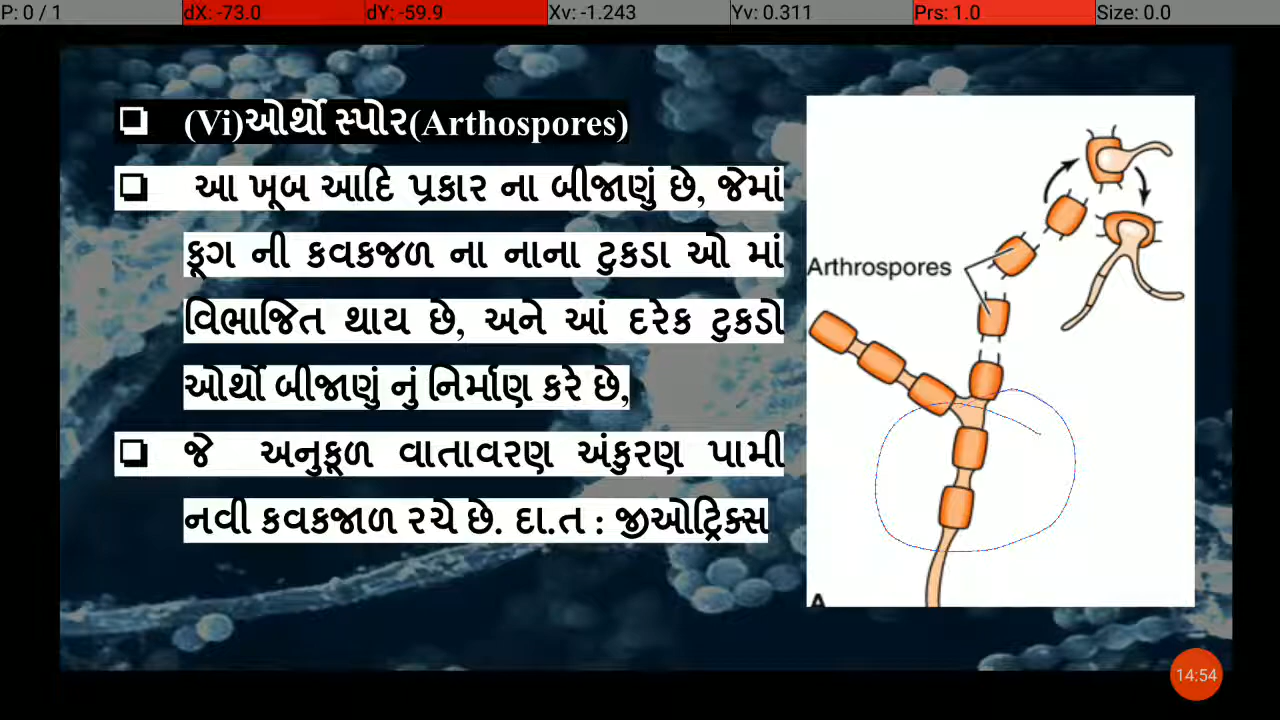 P: 0 / 1 dX: -73.0 dY: -59.9 Xv: -1.243 Yv: 0.311 Prs: 1.0 Size: 0.0
❑ (Vi)ઓર્થો સ્પોર(Arthospores)
❑ આ ખૂબ આદિ પ્રકાર ના બીજાણું છે, જેમાં
ફૂગ ની કવકજળ ના નાના ટુકડા ઓ માં
વિભાજિત થાય છે, અને આં દરેક ટુકડો
ઓર્થો બીજાણું નું નિર્માણ કરે છે,
❑ જે અનુકૂળ વાતાવરણ અંકુરણ પામી
નવી કવકજાળ રચે છે. દા.ત : જીઓટ્રિક્સ
Arthrospores
A
14:54